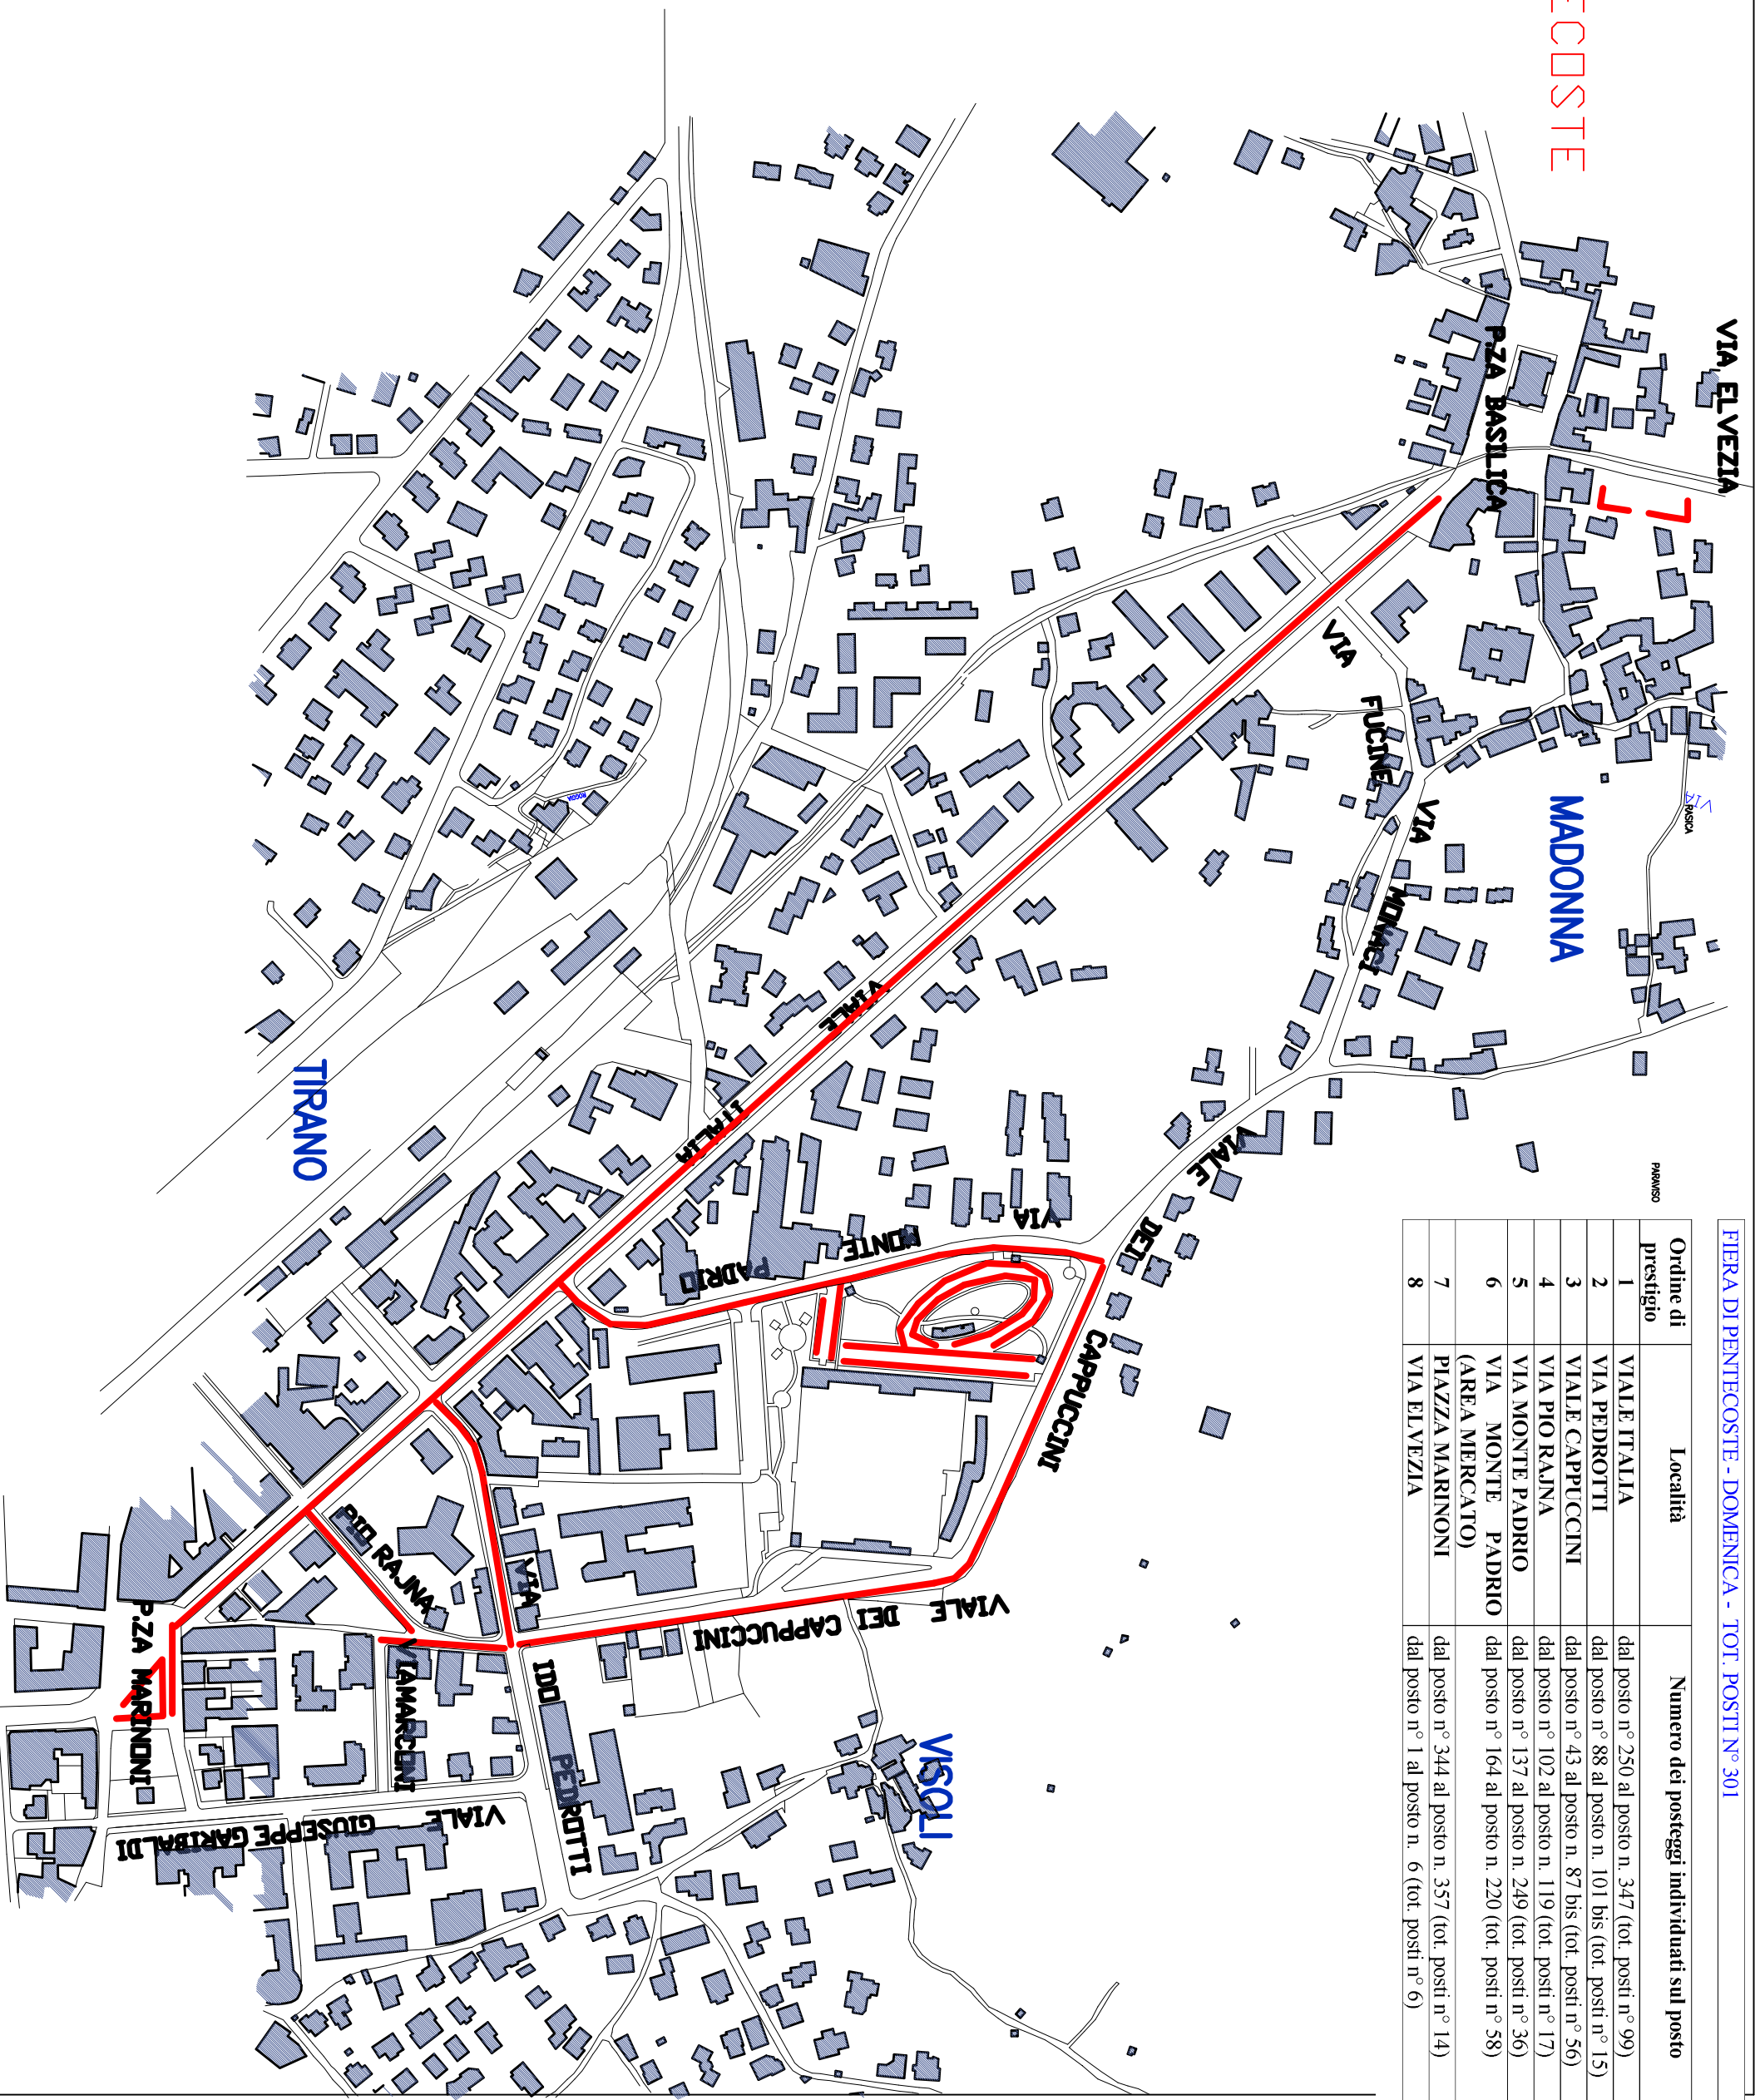 ECOSTE
FIERA DI PENTECOSTE - DOMENICA - TOT. POSTI N° 301
Ordine di prestigio Località Numero dei posteggi individuati sul posto
1 VIALE ITALIA dal posto n° 250 al posto n. 347 (tot. posti n° 99)
2 VIA PEDROTTI dal posto n° 88 al posto n. 101 bis (tot. posti n° 15)
3 VIALE CAPPUCCINI dal posto n° 43 al posto n. 87 bis (tot. posti n° 56)
4 VIA PIO RAJNA dal posto n° 102 al posto n. 119 (tot. posti n° 17)
5 VIA MONTE PADRIO dal posto n° 137 al posto n. 249 (tot. posti n° 36)
6 VIA MONTE PADRIO (AREA MERCATO) dal posto n° 164 al posto n. 220 (tot. posti n° 58)
7 PIAZZA MARINONI dal posto n° 344 al posto n. 357 (tot. posti n° 14)
8 VIA ELVEZIA dal posto n° 1 al posto n. 6 (tot. posti n° 6)
VIA ELVEZIA
P.ZA BASILICA
MADONNA
VIA
RASICA
PARAVISO
VIA FUCINE
VIA MONACI
VIALE DEI CAPPUCCINI
VIALE ITALIA
VIA MONTE PADRIO
ROGGIA
TIRANO
VIALE DEI CAPPUCCINI
PIO RAJNA
VIA IDO PEDROTTI
VIA MARCONI
P.ZA MARINONI
VIALE GIUSEPPE GARIBALDI
VISOLI